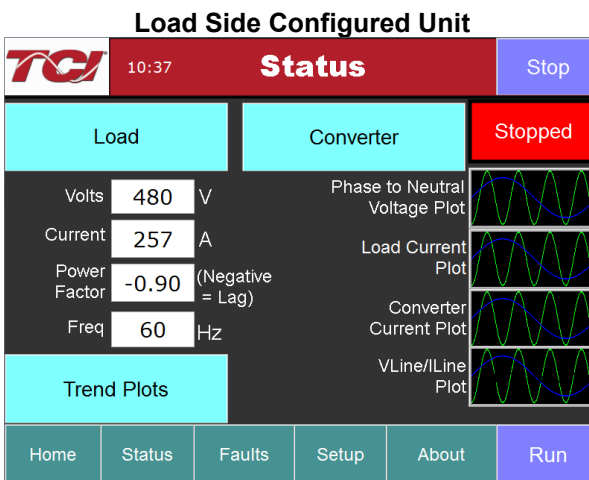 Load Side Configured Unit
TCI
10:37
Status
Stop
Load
Converter
Stopped
Volts 480 V
Current 257 A
Power
Factor
-0.90
(Negative
= Lag)
Freq 60 Hz
Phase to Neutral
Voltage Plot
Load Current
Plot
Converter
Current Plot
VLine/ILine
Plot
Trend Plots
Home
Status
Faults
Setup
About
Run